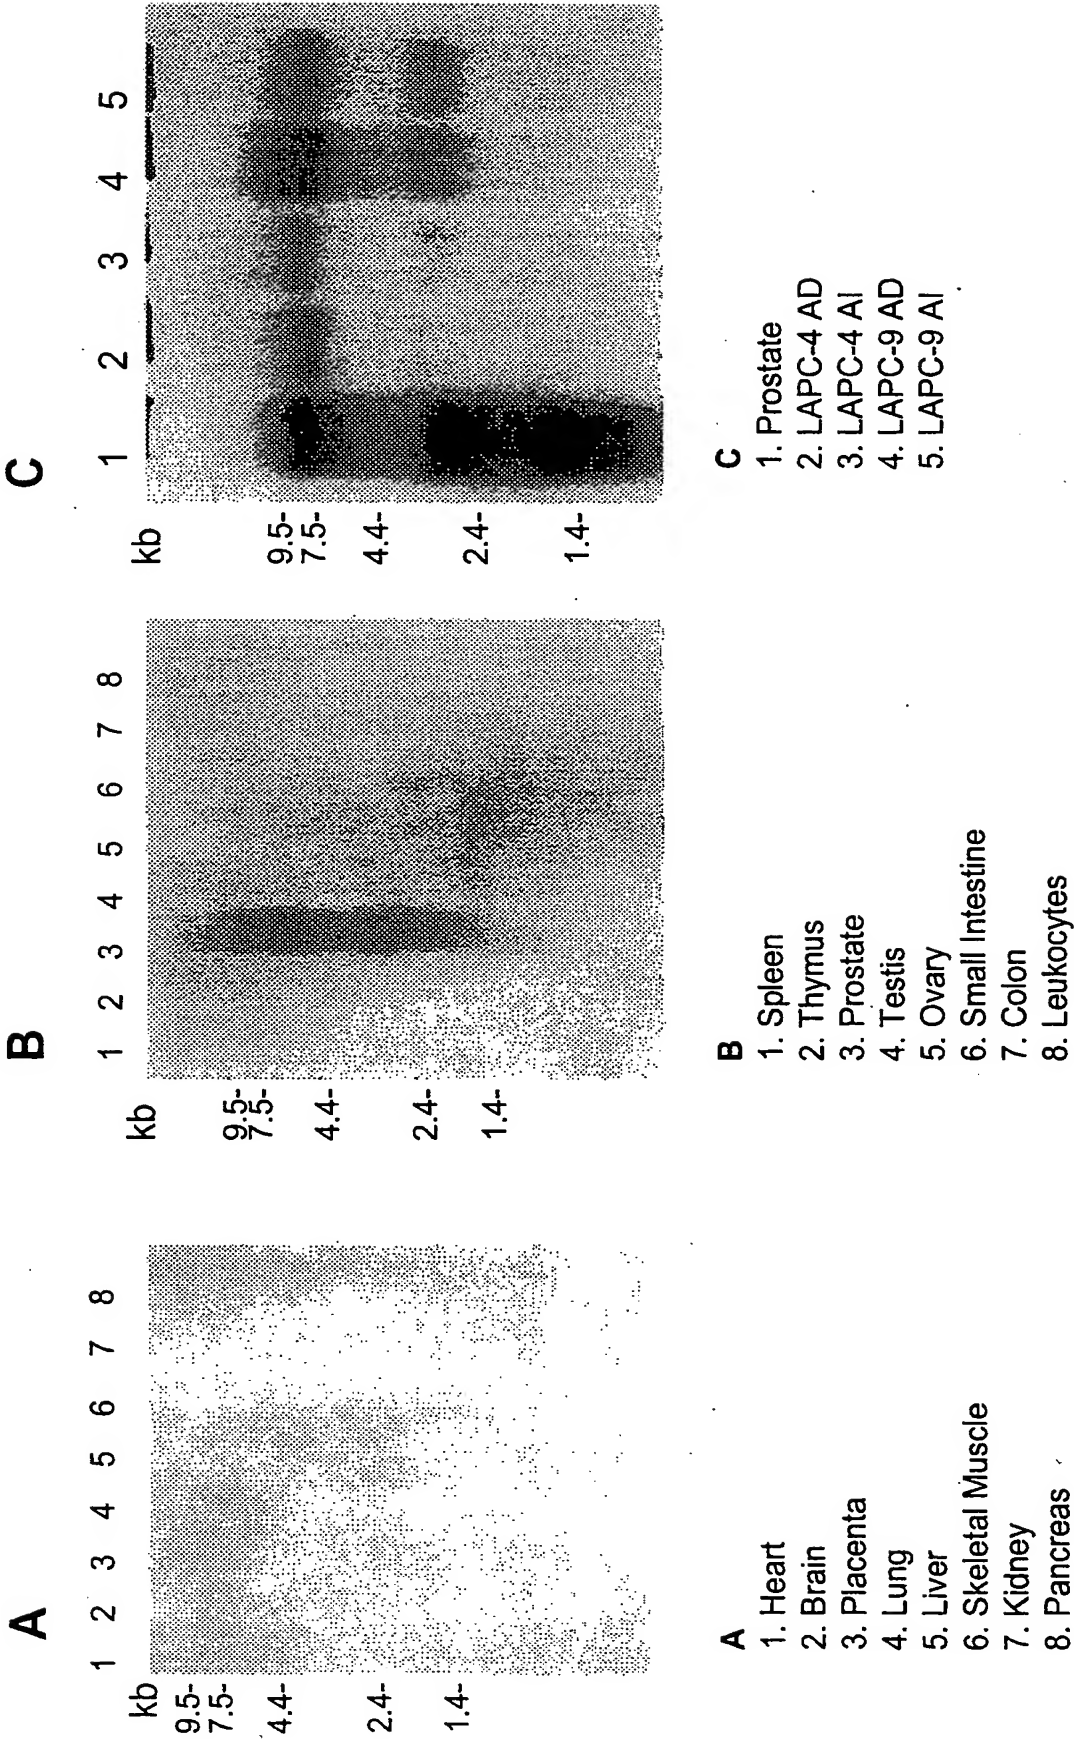 A
1 2 3 4 5 6 7 8
kb
9.5-
7.5-
4.4-
2.4-
1.4-
A
1. Heart
2. Brain
3. Placenta
4. Lung
5. Liver
6. Skeletal Muscle
7. Kidney
8. Pancreas
B
1 2 3 4 5 6 7 8
kb
9.5-
7.5-
4.4-
2.4-
1.4-
B
1. Spleen
2. Thymus
3. Prostate
4. Testis
5. Ovary
6. Small Intestine
7. Colon
8. Leukocytes
C
1 2 3 4 5
kb
9.5-
7.5-
4.4-
2.4-
1.4-
C
1. Prostate
2. LAPC-4 AD
3. LAPC-4 AI
4. LAPC-9 AD
5. LAPC-9 AI